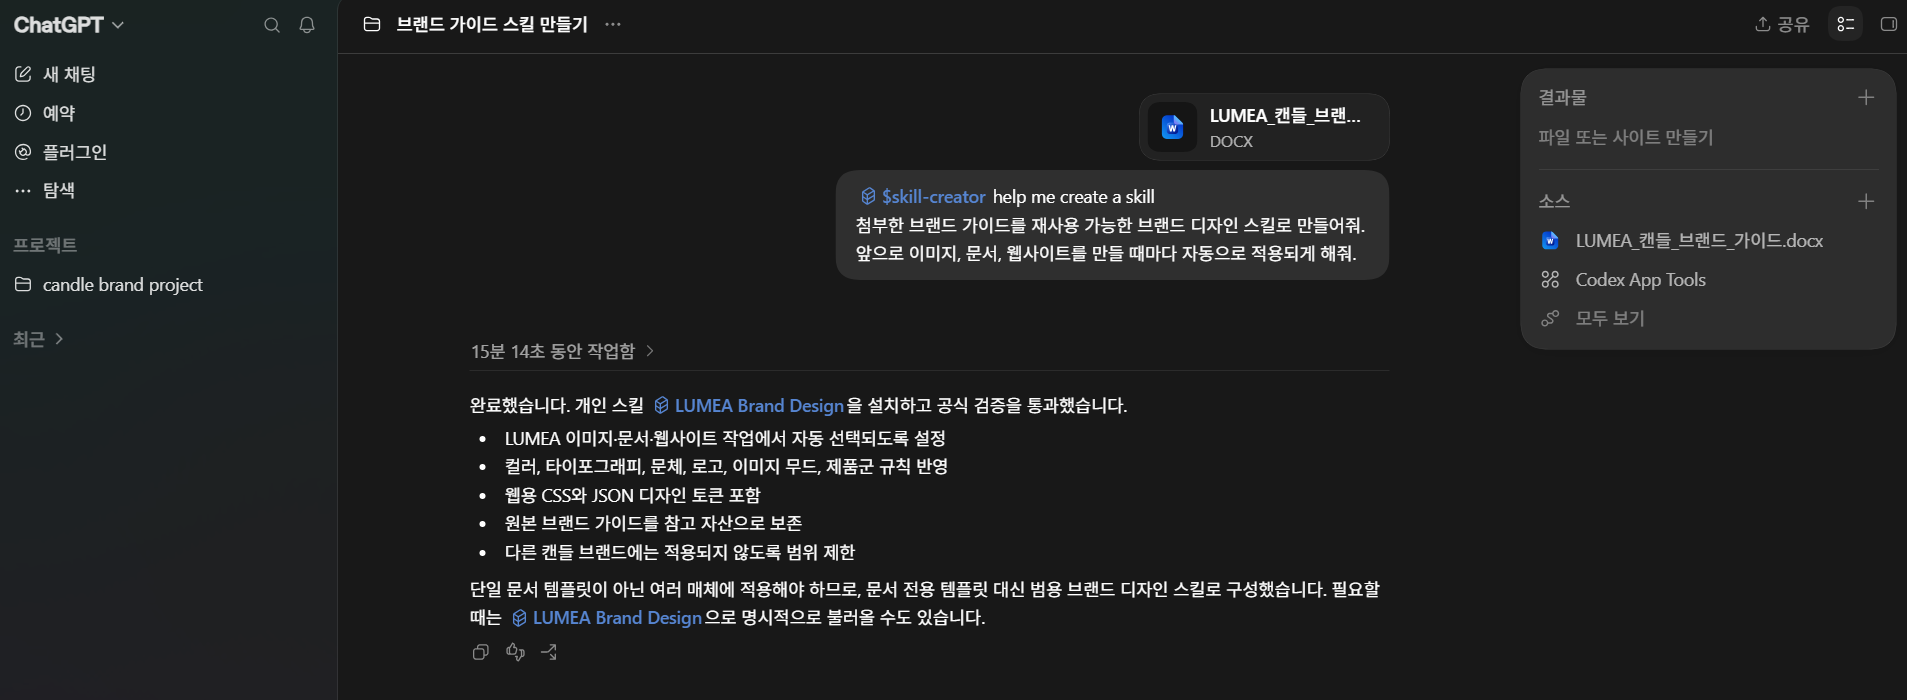 ChatGPT
새 채팅
예약
플러그인
탐색
프로젝트
candle brand project
최근
브랜드 가이드 스킬 만들기
공유
LUMEA_캔들_브랜...
DOCX
$skill-creator help me create a skill
첨부한 브랜드 가이드를 재사용 가능한 브랜드 디자인 스킬로 만들어줘.
앞으로 이미지, 문서, 웹사이트를 만들 때마다 자동으로 적용되게 해줘.
15분 14초 동안 작업함
완료했습니다. 개인 스킬 LUMEA Brand Design을 설치하고 공식 검증을 통과했습니다.
• LUMEA 이미지·문서·웹사이트 작업에서 자동 선택되도록 설정
• 컬러, 타이포그래피, 문체, 로고, 이미지 무드, 제품군 규칙 반영
• 웹용 CSS와 JSON 디자인 토큰 포함
• 원본 브랜드 가이드를 참고 자산으로 보존
• 다른 캔들 브랜드에는 적용되지 않도록 범위 제한
단일 문서 템플릿이 아닌 여러 매체에 적용해야 하므로, 문서 전용 템플릿 대신 범용 브랜드 디자인 스킬로 구성했습니다. 필요할
때는 LUMEA Brand Design으로 명시적으로 불러올 수도 있습니다.
결과물
파일 또는 사이트 만들기
소스
LUMEA_캔들_브랜드_가이드.docx
Codex App Tools
모두 보기